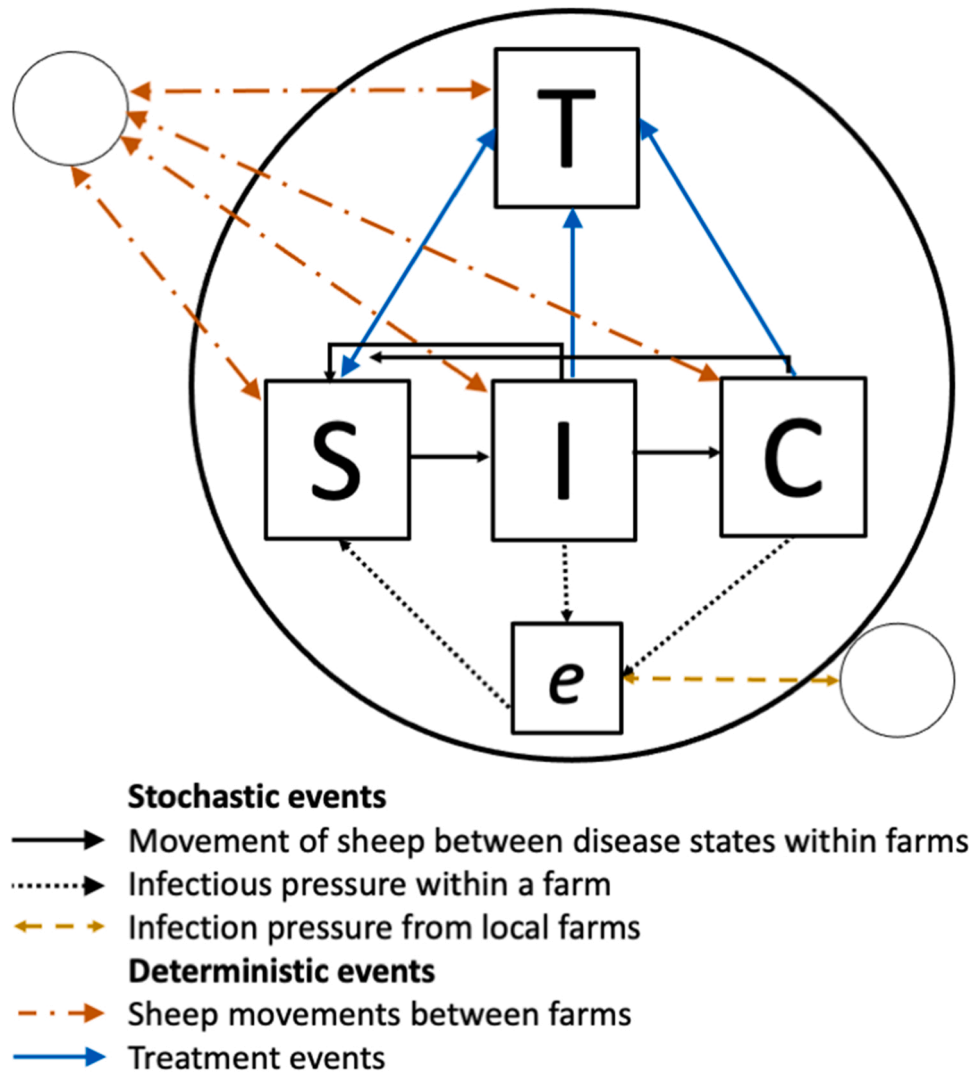 T
S
I
C
e
Stochastic events
Movement of sheep between disease states within farms
Infectious pressure within a farm
Infection pressure from local farms
Deterministic events
Sheep movements between farms
Treatment events